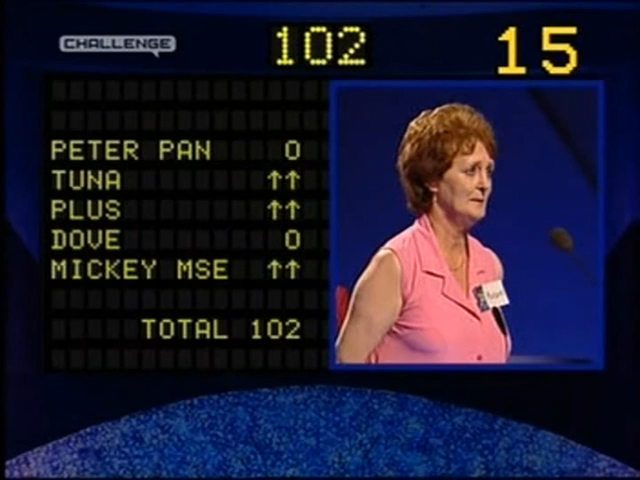 CHALLENGE
102
15
PETER PAN 0
TUNA ↑↑
PLUS ↑↑
DOVE 0
MICKEY MSE ↑↑
TOTAL 102